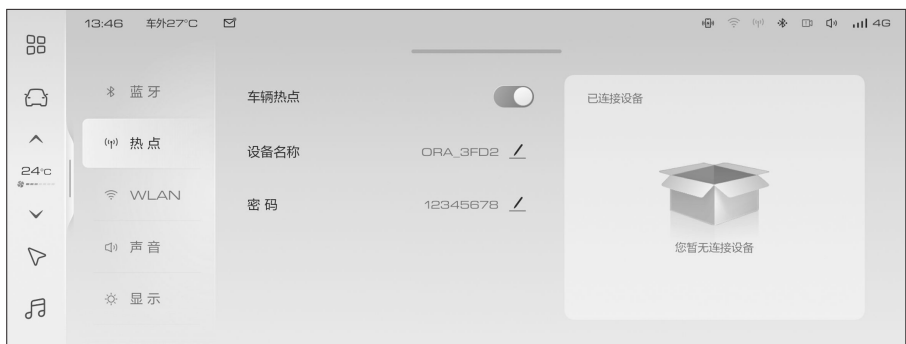 13:46 车外27℃ 4G
蓝牙
热点
WLAN
声音
显示
24℃
车辆热点
设备名称 ORA_3FD2
密码 12345678
已连接设备
您暂无连接设备